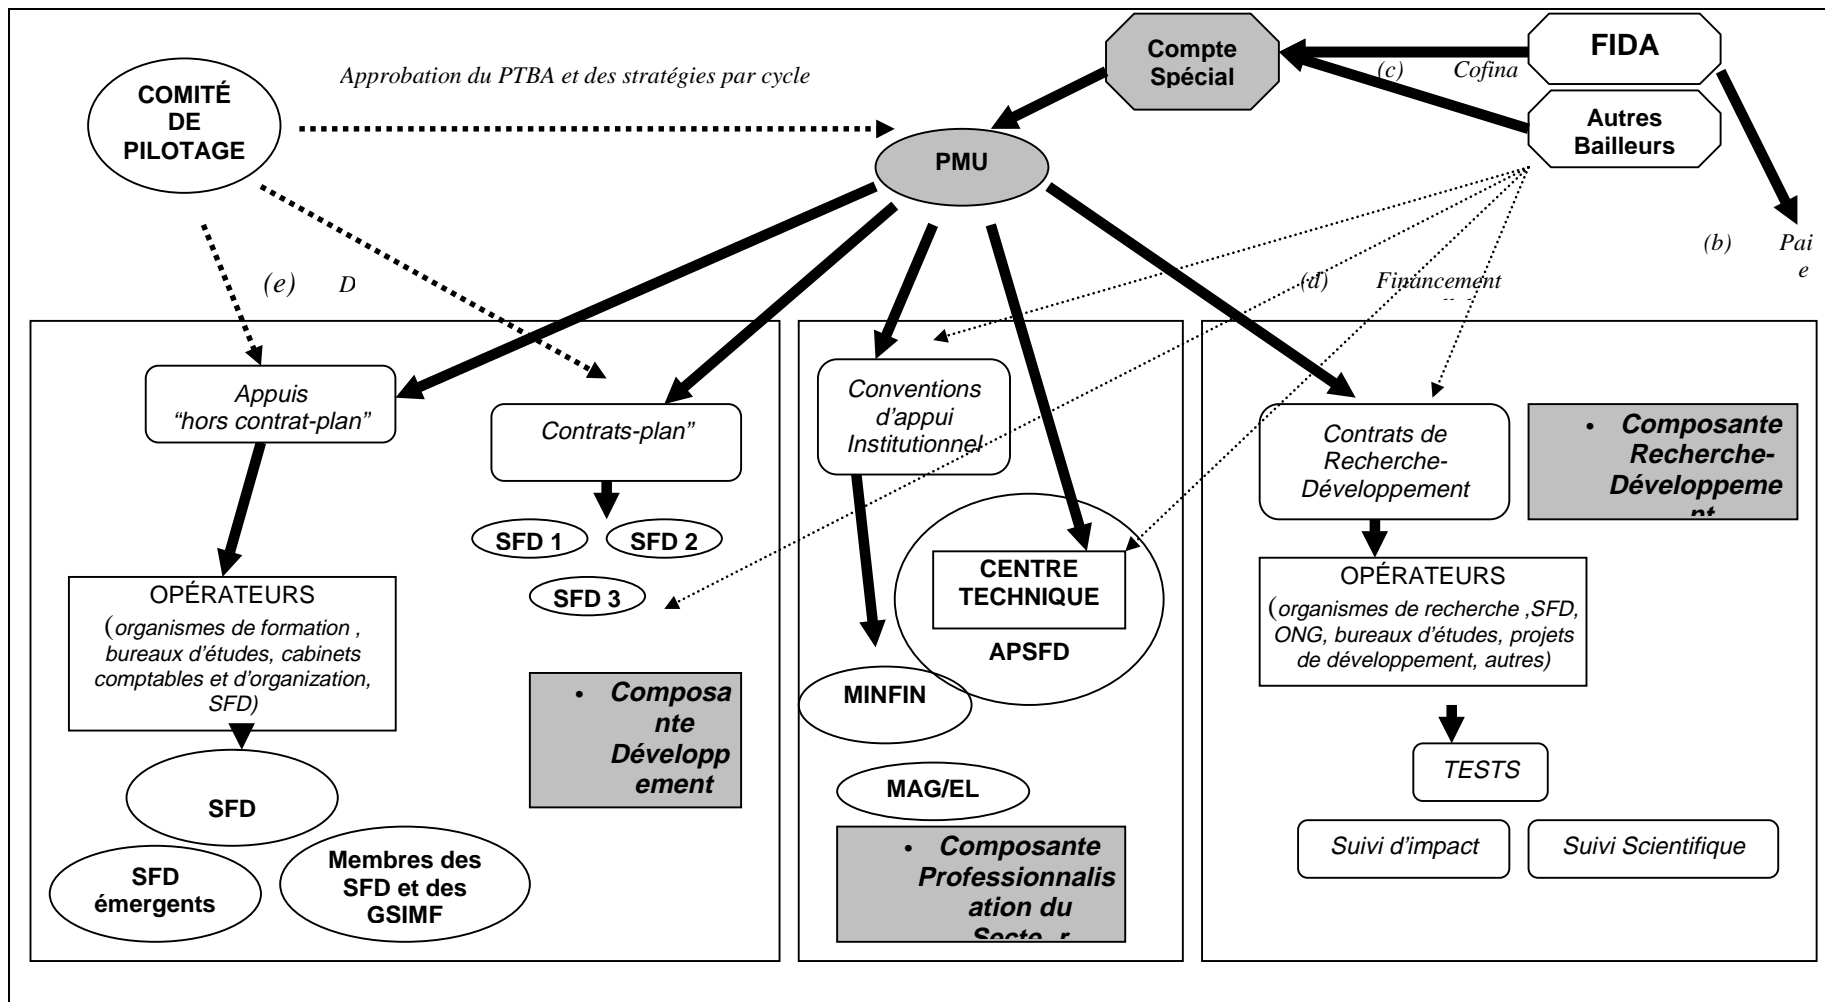 Approbation du PTBA et des stratégies par cycle
COMITÉ
DE
PILOTAGE
Compte
Spécial
FIDA
(c) Cofina
Autres
Bailleurs
PMU
(b) Pai
e
(e) D
(d) Financement
Appuis
“hors contrat-plan”
Contrats-plan”
SFD 1
SFD 2
SFD 3
OPÉRATEURS
(organismes de formation ,
bureaux d’études, cabinets
comptables et d’organization,
SFD)
• Composa
nte
Développ
ement
SFD
SFD
émergents
Membres des
SFD et des
GSIMF
Conventions
d’appui
Institutionnel
CENTRE
TECHNIQUE
APSFD
MINFIN
MAG/EL
• Composante
Professionnalis
ation du
Contrats de
Recherche-
Développement
• Composante
Recherche-
Développeme
nt
OPÉRATEURS
(organismes de recherche ,SFD,
ONG, bureaux d’études, projets
de développement, autres)
TESTS
Suivi d’impact
Suivi Scientifique